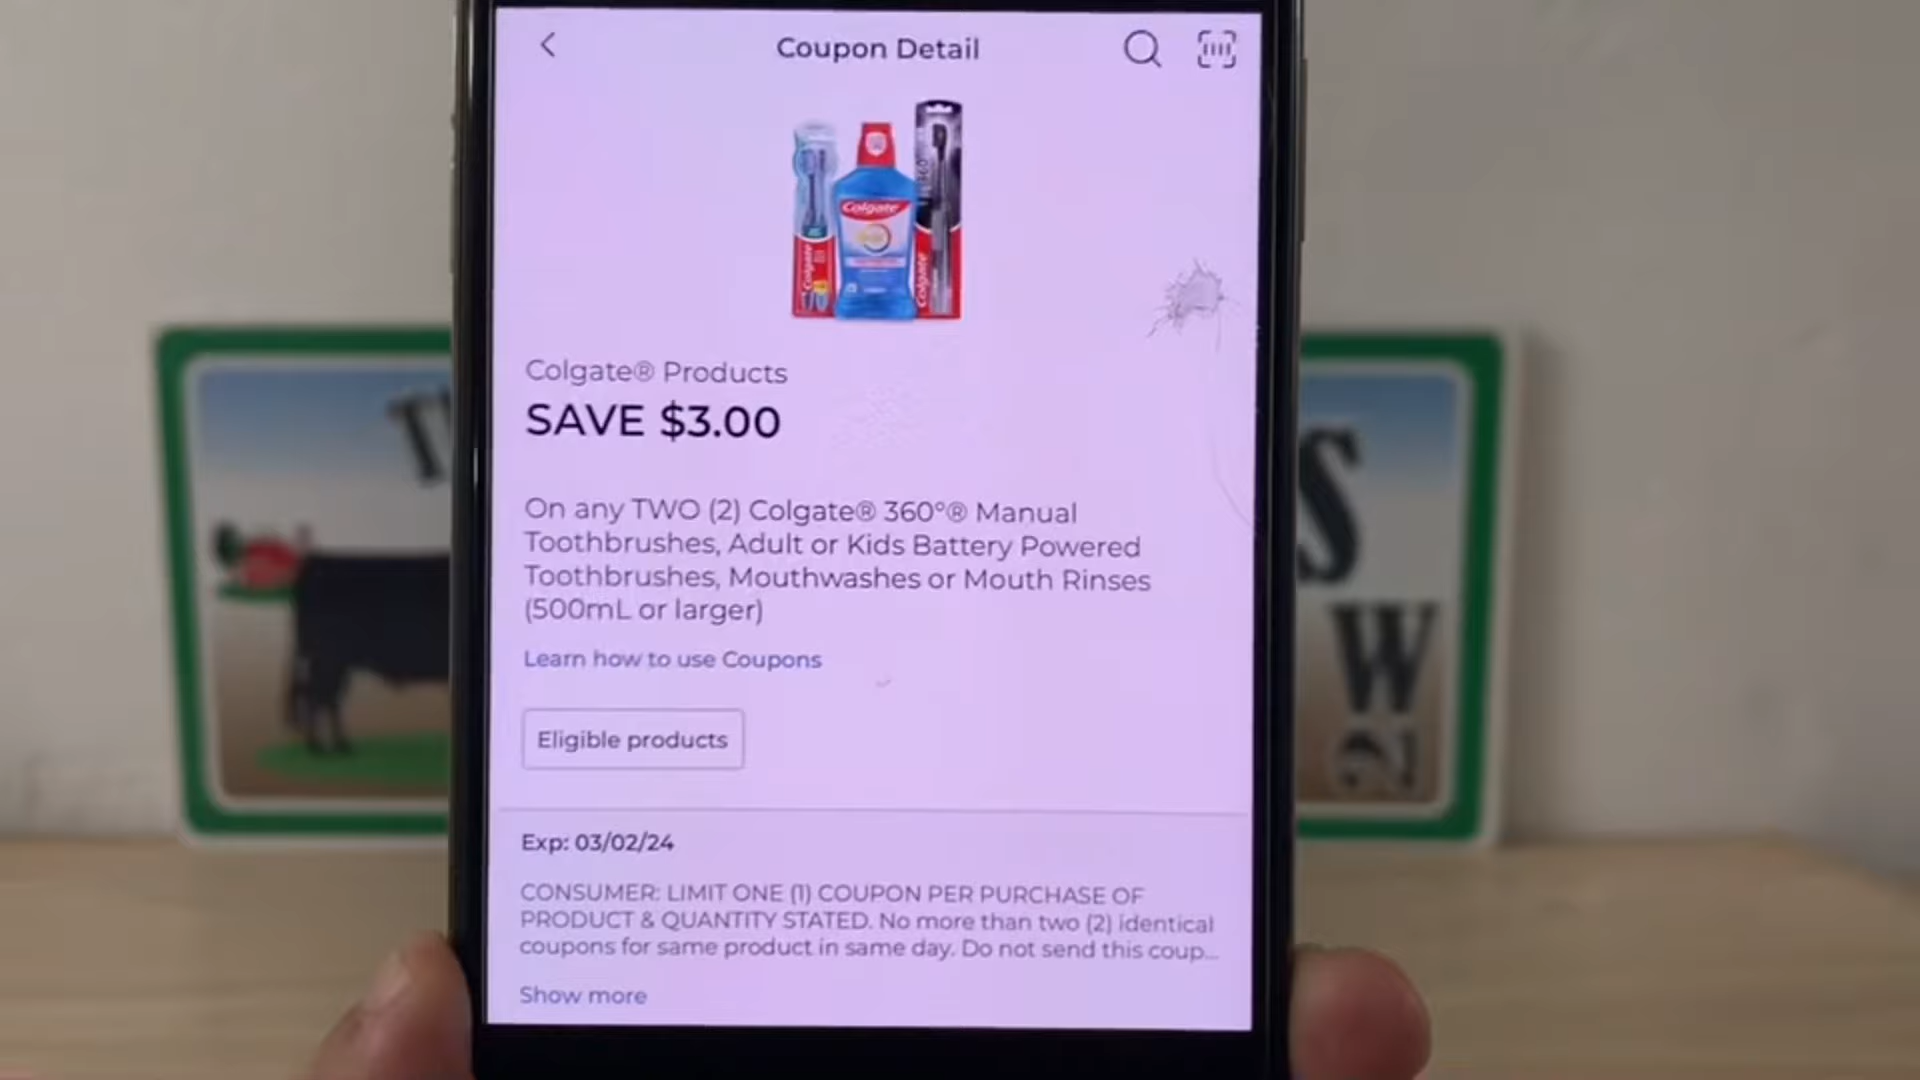 Coupon Detail
Colgate
Colgate
Colgate
Colgate® Products
SAVE $3.00
On any TWO (2) Colgate® 360°® Manual
Toothbrushes, Adult or Kids Battery Powered
Toothbrushes, Mouthwashes or Mouth Rinses
(500mL or larger)
Learn how to use Coupons
Eligible products
Exp: 03/02/24
CONSUMER: LIMIT ONE (1) COUPON PER PURCHASE OF
PRODUCT & QUANTITY STATED. No more than two (2) identical
coupons for same product in same day. Do not send this coup...
Show more
S
W